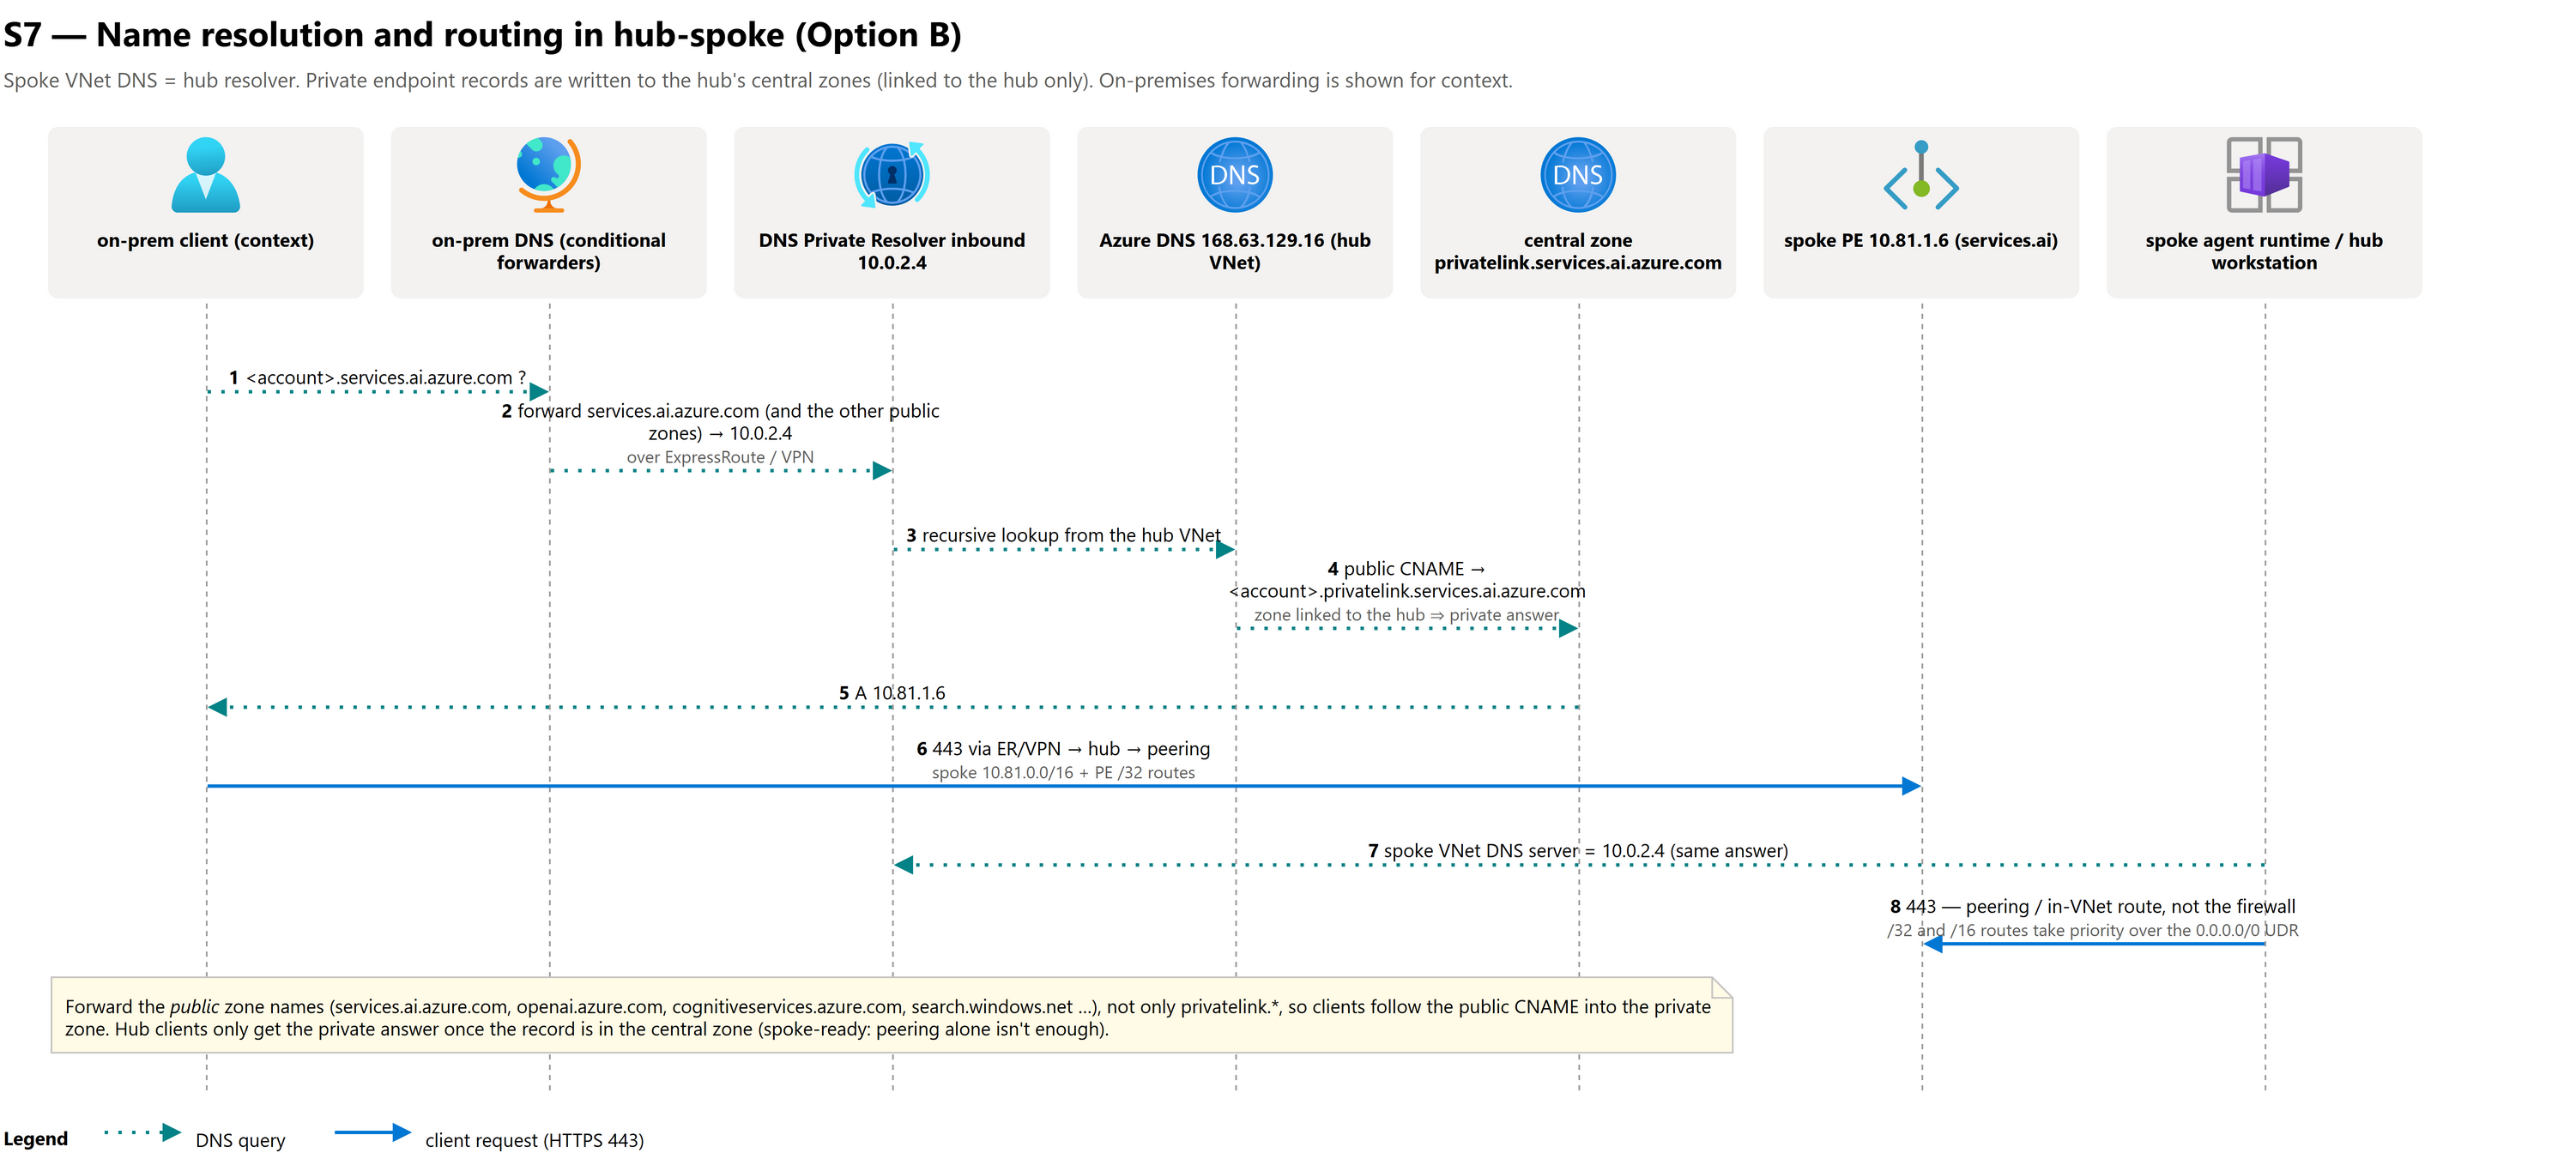 S7 — Name resolution and routing in hub-spoke (Option B)
Spoke VNet DNS = hub resolver. Private endpoint records are written to the hub's central zones (linked to the hub only). On-premises forwarding is shown for context.
on-prem client (context)
on-prem DNS (conditional
forwarders)
DNS Private Resolver inbound
10.0.2.4
DNS
Azure DNS 168.63.129.16 (hub
VNet)
DNS
central zone
privatelink.services.ai.azure.com
spoke PE 10.81.1.6 (services.ai)
spoke agent runtime / hub
workstation
1 <account>.services.ai.azure.com ?
2 forward services.ai.azure.com (and the other public
zones) → 10.0.2.4
over ExpressRoute / VPN
3 recursive lookup from the hub VNet
4 public CNAME →
<account>.privatelink.services.ai.azure.com
zone linked to the hub ⇒ private answer
5 A 10.81.1.6
6 443 via ER/VPN → hub → peering
spoke 10.81.0.0/16 + PE /32 routes
7 spoke VNet DNS server = 10.0.2.4 (same answer)
8 443 — peering / in-VNet route, not the firewall
/32 and /16 routes take priority over the 0.0.0.0/0 UDR
Forward the public zone names (services.ai.azure.com, openai.azure.com, cognitiveservices.azure.com, search.windows.net ...), not only privatelink.*, so clients follow the public CNAME into the private
zone. Hub clients only get the private answer once the record is in the central zone (spoke-ready: peering alone isn't enough).
Legend
DNS query
client request (HTTPS 443)